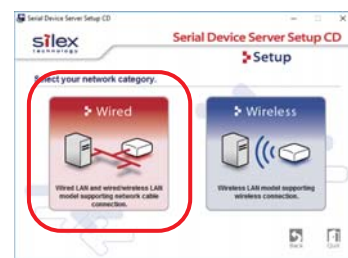 Serial Device Server Setup CD
silex
technology
Serial Device Server Setup CD
Setup
Select your network category.
Wired
Wired LAN and wired/wireless LAN
model supporting network cable
connection.
Wireless
Wireless LAN model supporting
wireless connection.
Back
Quit